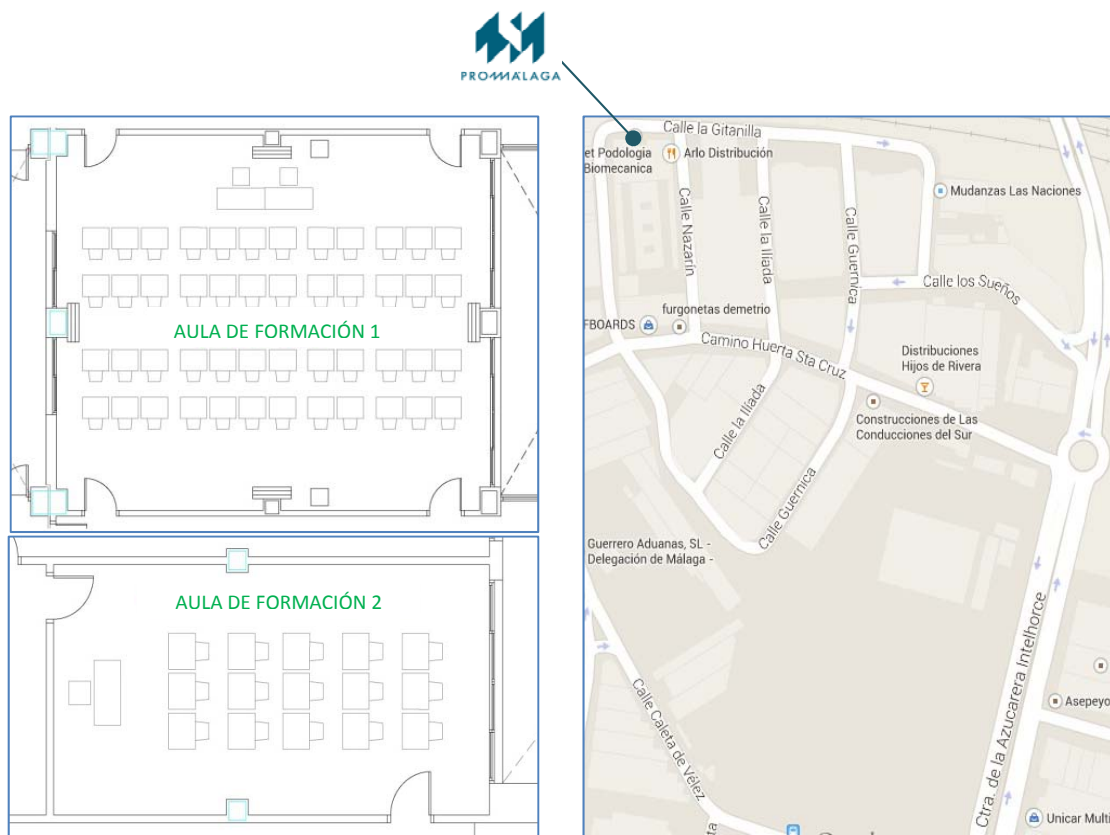 PROMÁLAGA
AULA DE FORMACIÓN 1
AULA DE FORMACIÓN 2
Calle la Gitanilla
et Podologia
Biomecanica
Arlo Distribución
Mudanzas Las Naciones
Calle Nazarín
Calle la Ilíada
Calle Guernica
Calle los Sueños
furgonetas demetrio
FBOARDS
Camino Huerta Sta Cruz
Distribuciones
Hijos de Rivera
Construcciones de Las
Conducciones del Sur
Calle la Ilíada
Calle Guernica
Guerrero Aduanas, SL -
Delegación de Málaga -
Calle Caleta de Vélez
Ctra. de la Azucarera Intelhorce
Asepeyo
Unicar Multi
ta